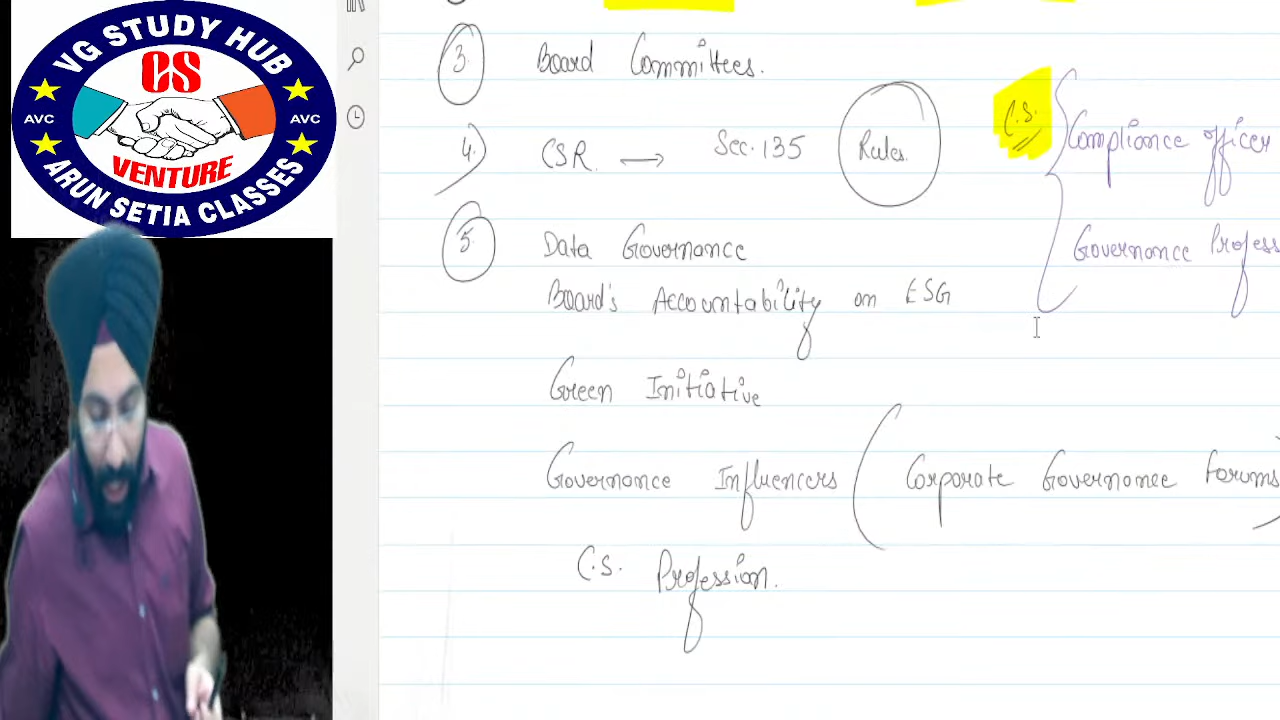 VG STUDY HUB
CS
AVC
AVC
VENTURE
ARUN SETIA CLASSES
3. Board Committees.
4. CSR. → Sec. 135 Rules.
C.S. Compliance officer
Governance Profess
5. Data Governance
Board's Accountability on ESG
Green Initiative
Governance Influencers ( Corporate Governance Forums )
C.S. Profession.